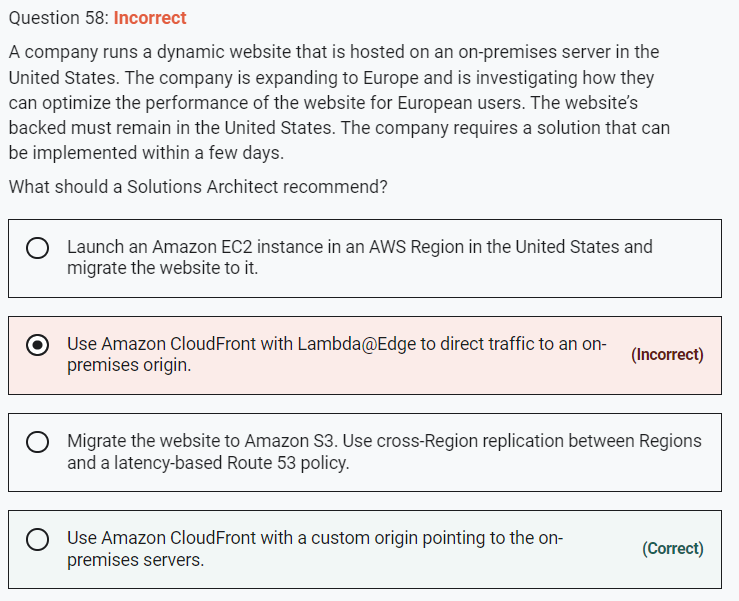 Question 58: Incorrect
A company runs a dynamic website that is hosted on an on-premises server in the
United States. The company is expanding to Europe and is investigating how they
can optimize the performance of the website for European users. The website's
backed must remain in the United States. The company requires a solution that can
be implemented within a few days.
What should a Solutions Architect recommend?
Launch an Amazon EC2 instance in an AWS Region in the United States and
migrate the website to it.
Use Amazon CloudFront with Lambda@Edge to direct traffic to an on-
premises origin.
(Incorrect)
Migrate the website to Amazon S3. Use cross-Region replication between Regions
and a latency-based Route 53 policy.
Use Amazon CloudFront with a custom origin pointing to the on-
premises servers.
(Correct)